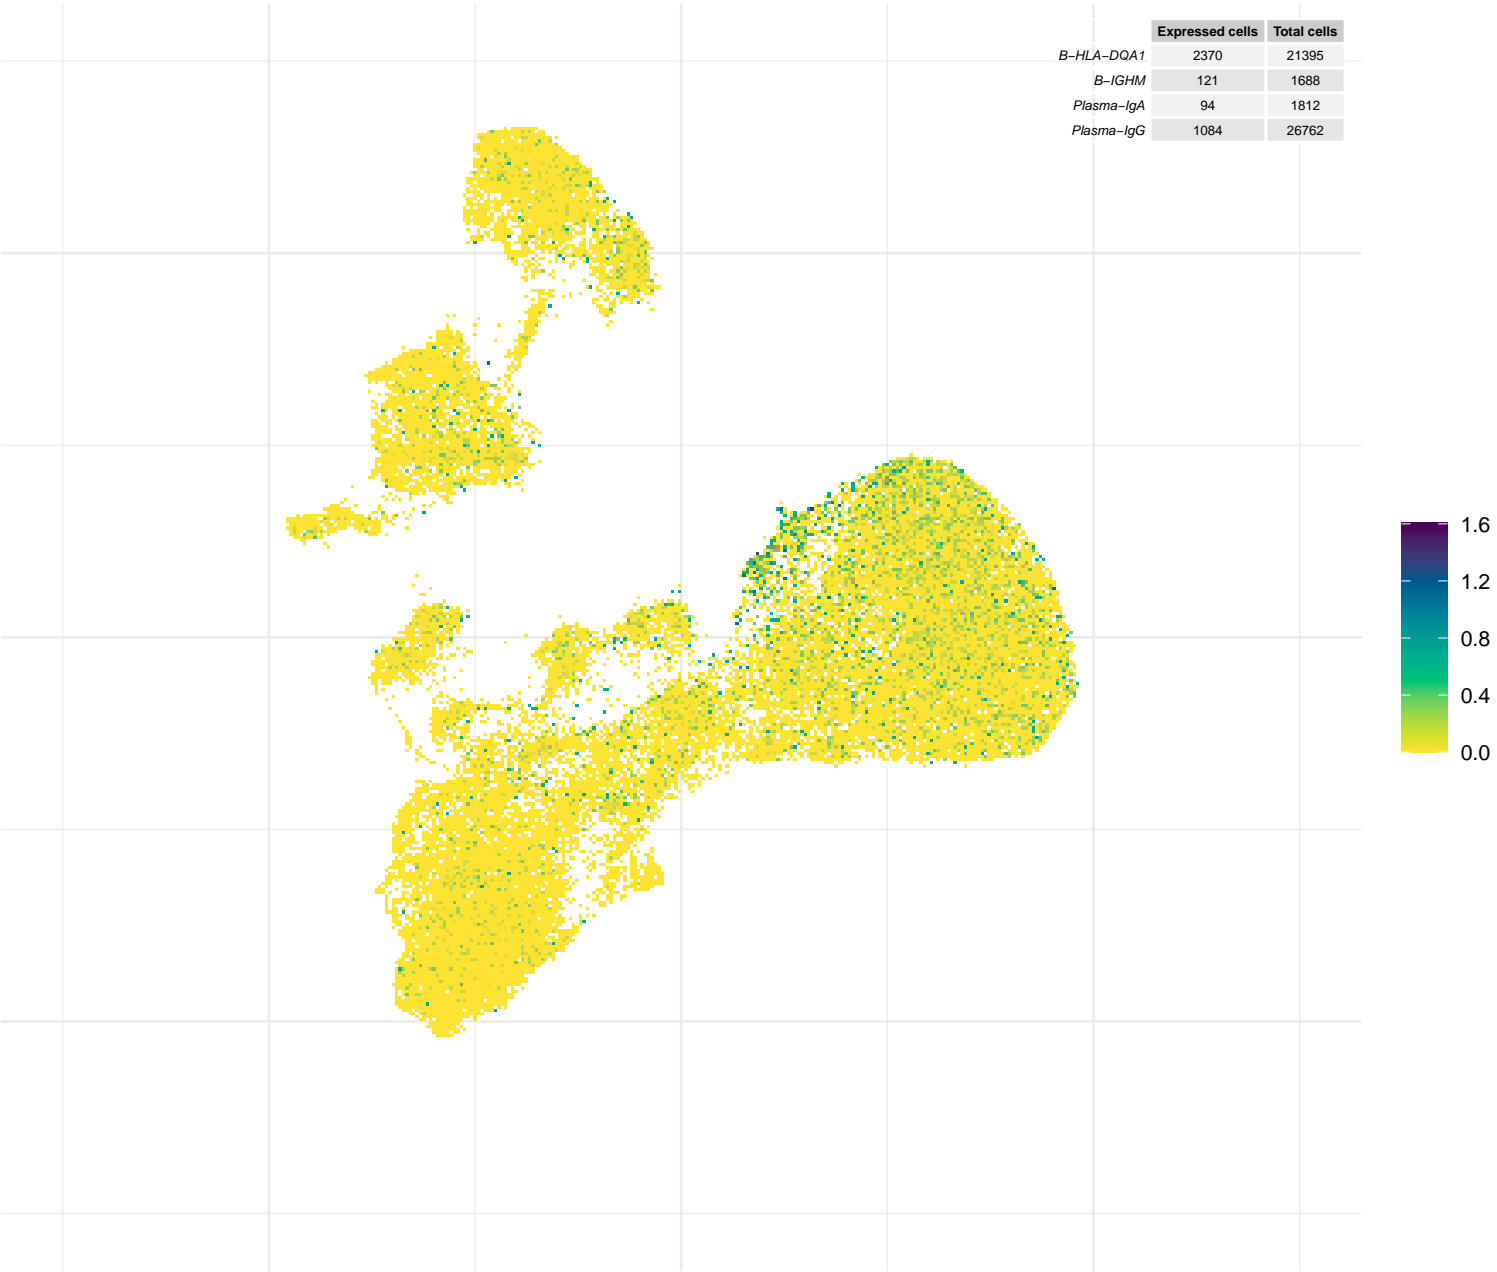 Expressed cells Total cells
B-HLA-DQA1 2370 21395
B-IGHM 121 1688
Plasma-IgA 94 1812
Plasma-IgG 1084 26762
1.6
1.2
0.8
0.4
0.0